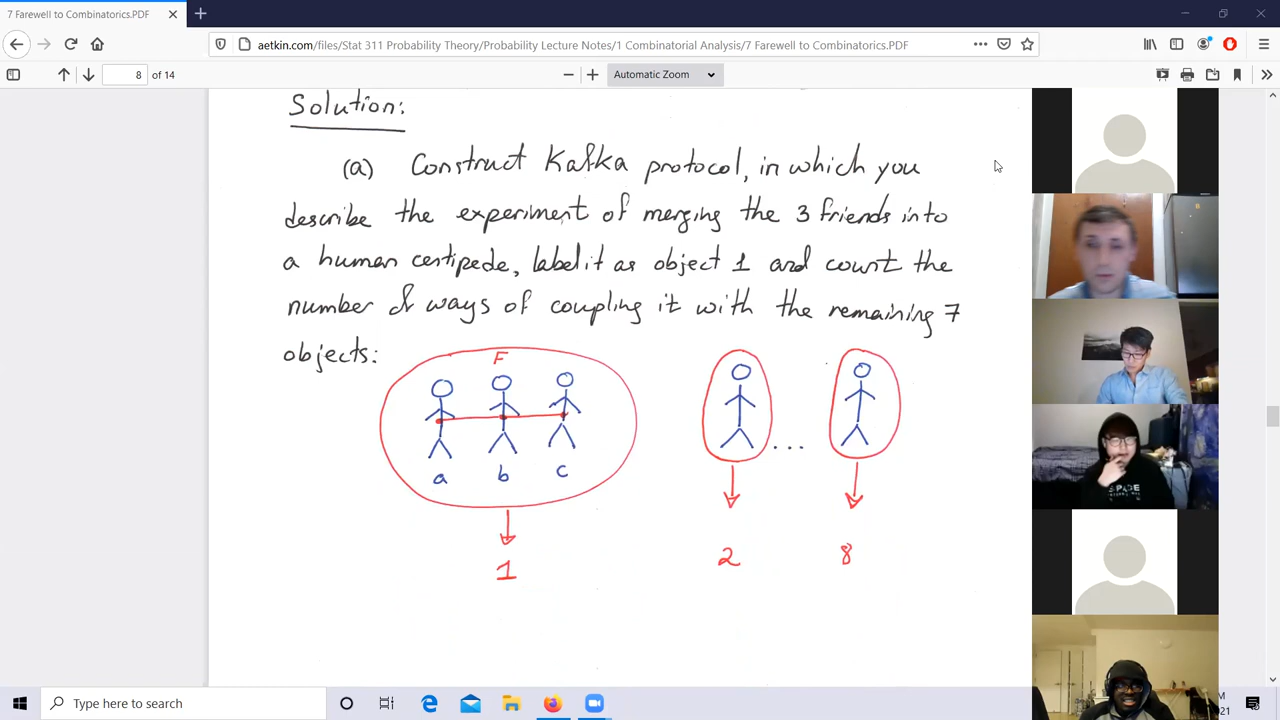 7 Farewell to Combinatorics.PDF
aetkin.com/files/Stat 311 Probability Theory/Probability Lecture Notes/1 Combinatorial Analysis/7 Farewell to Combinatorics.PDF
8 of 14
Automatic Zoom
Solution:
(a) Construct Kafka protocol, in which you
describe the experiment of merging the 3 friends into
a human centipede, label it as object 1 and count the
number of ways of coupling it with the remaining 7
objects:
F
a b c
...
1 2 8
SPACE
Type here to search
M
2021